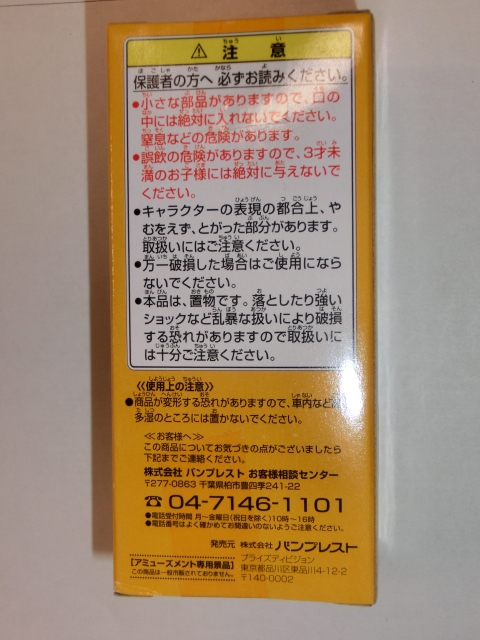 ⚠ 注意
保護者の方へ 必ずお読みください。
●小さな部品がありますので、口の
中には絶対に入れないでください。
窒息などの危険があります。
●誤飲の危険がありますので、3才未
満のお子様には絶対に与えないで
ください。
●キャラクターの表現の都合上、や
むをえず、とがった部分があります。
取扱いにはご注意ください。
●万一破損した場合はご使用になら
ないでください。
●本品は、置物です。落としたり強い
ショックなど乱暴な扱いにより破損
する恐れがありますので取扱いに
は十分ご注意ください。
《使用上の注意》
●商品が変形する恐れがありますので、車内など
多湿のところには置かないでください。
≪お客様へ≫
この商品についてお気づきの点がございましたら
下記までご連絡ください。
株式会社 バンプレスト お客様相談センター
〒277-0863 千葉県柏市豊四季241-22
☎ 04-7146-1101
●電話受付時間 月〜金曜日(祝日を除く)10時〜16時
●電話番号はよく確かめてお間違いのないようご注意ください。
発売元 株式会社 バンプレスト
プライズディビジョン
東京都品川区東品川4-12-2
〒140-0002
[アミューズメント専用景品]
この商品は一般市販されておりません。